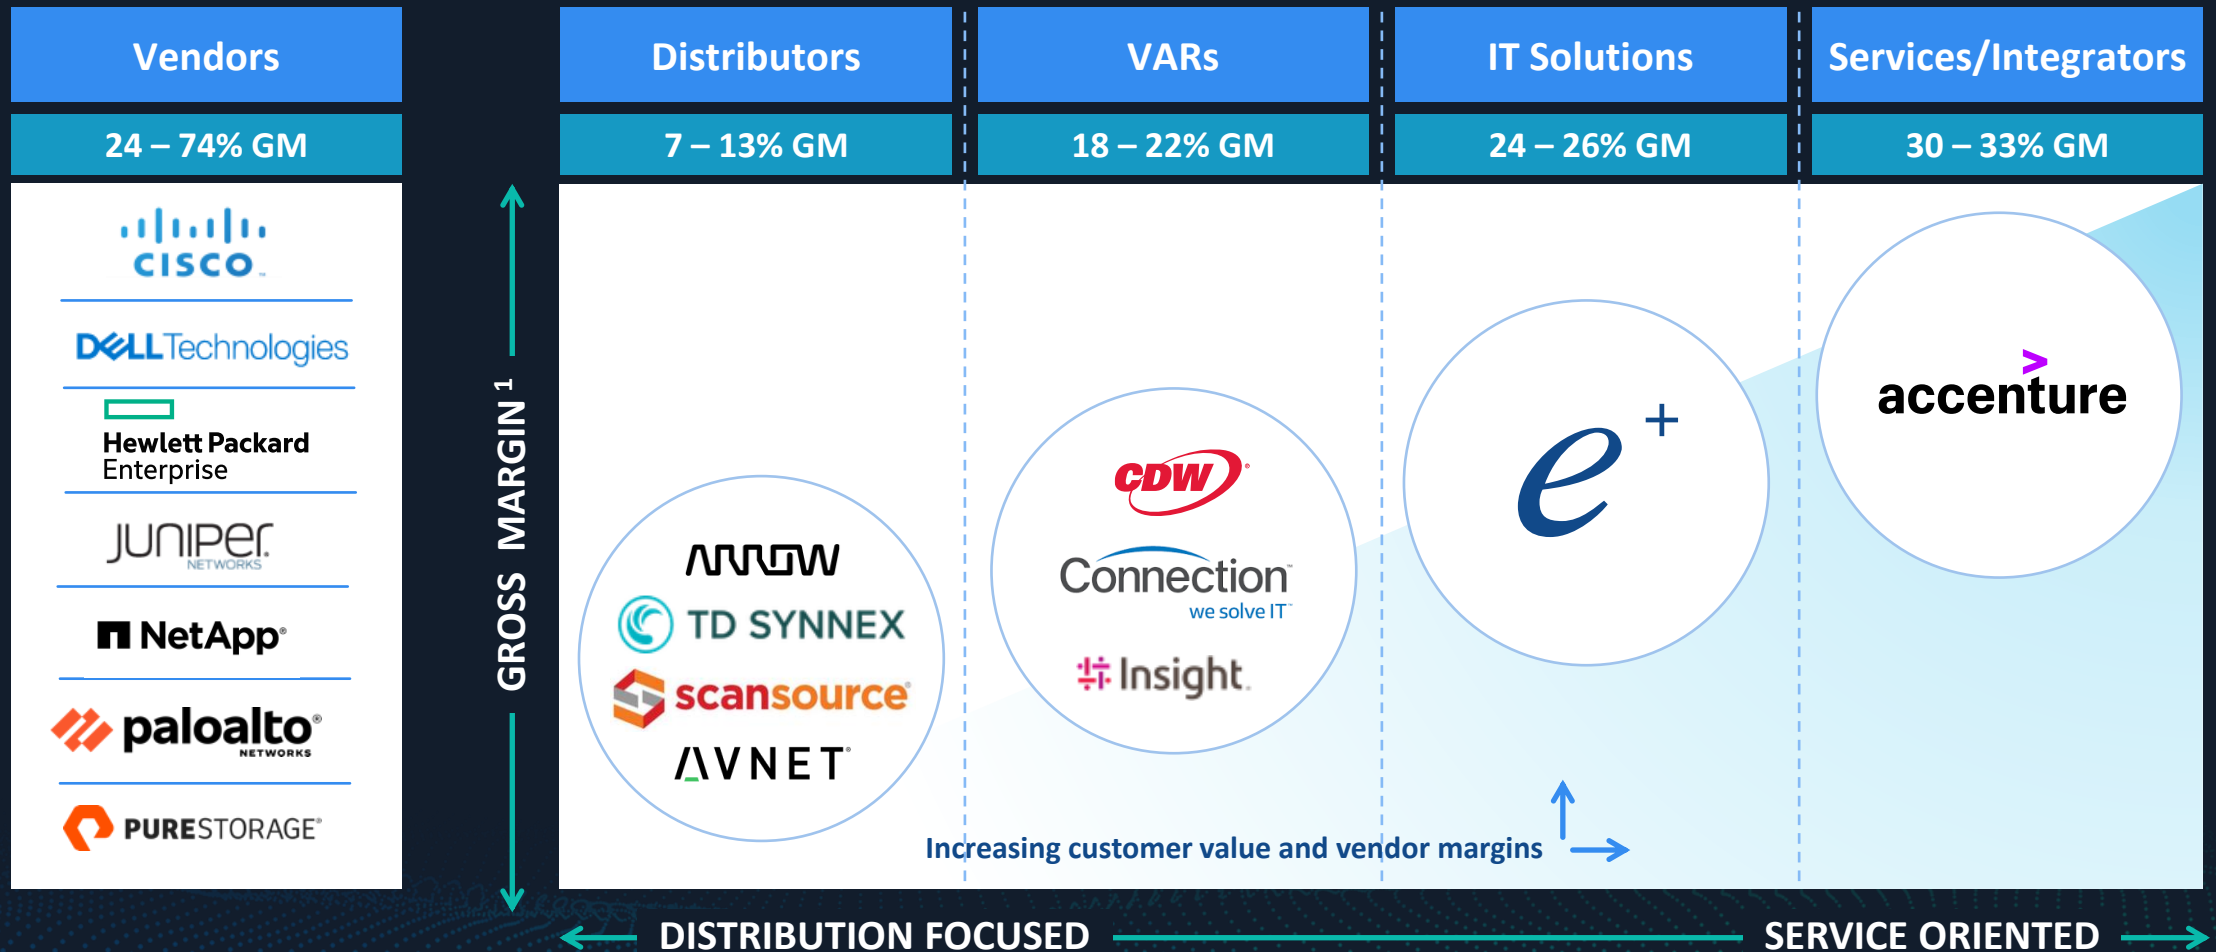 Vendors
24 – 74% GM
CISCO
DELL Technologies
Hewlett Packard
Enterprise
JUNIPER
NETWORKS
NetApp
paloalto
NETWORKS
PURESTORAGE
GROSS MARGIN 1
Distributors
7 – 13% GM
ARROW
TD SYNNEX
scansource
AVNET
VARs
18 – 22% GM
CDW
Connection
we solve IT
Insight
IT Solutions
24 – 26% GM
e+
Services/Integrators
30 – 33% GM
accenture
Increasing customer value and vendor margins
DISTRIBUTION FOCUSED
SERVICE ORIENTED